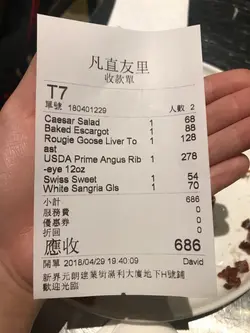 凡直友里
收款單
T7
單號 180401229 人數 2
Caesar Salad 1 68
Baked Escargot 1 88
Rougie Goose Liver To 1 128
ast
USDA Prime Angus Rib 1 278
-eye 12oz
Swiss Sweet 1 54
White Sangria Gls 1 70
小計 686
服務費 0
優惠券 0
折回 0
應收 686
開單 2018/04/29 19:40:09 David
新界元朗建業街滿利大廈地下H號鋪
歡迎光臨